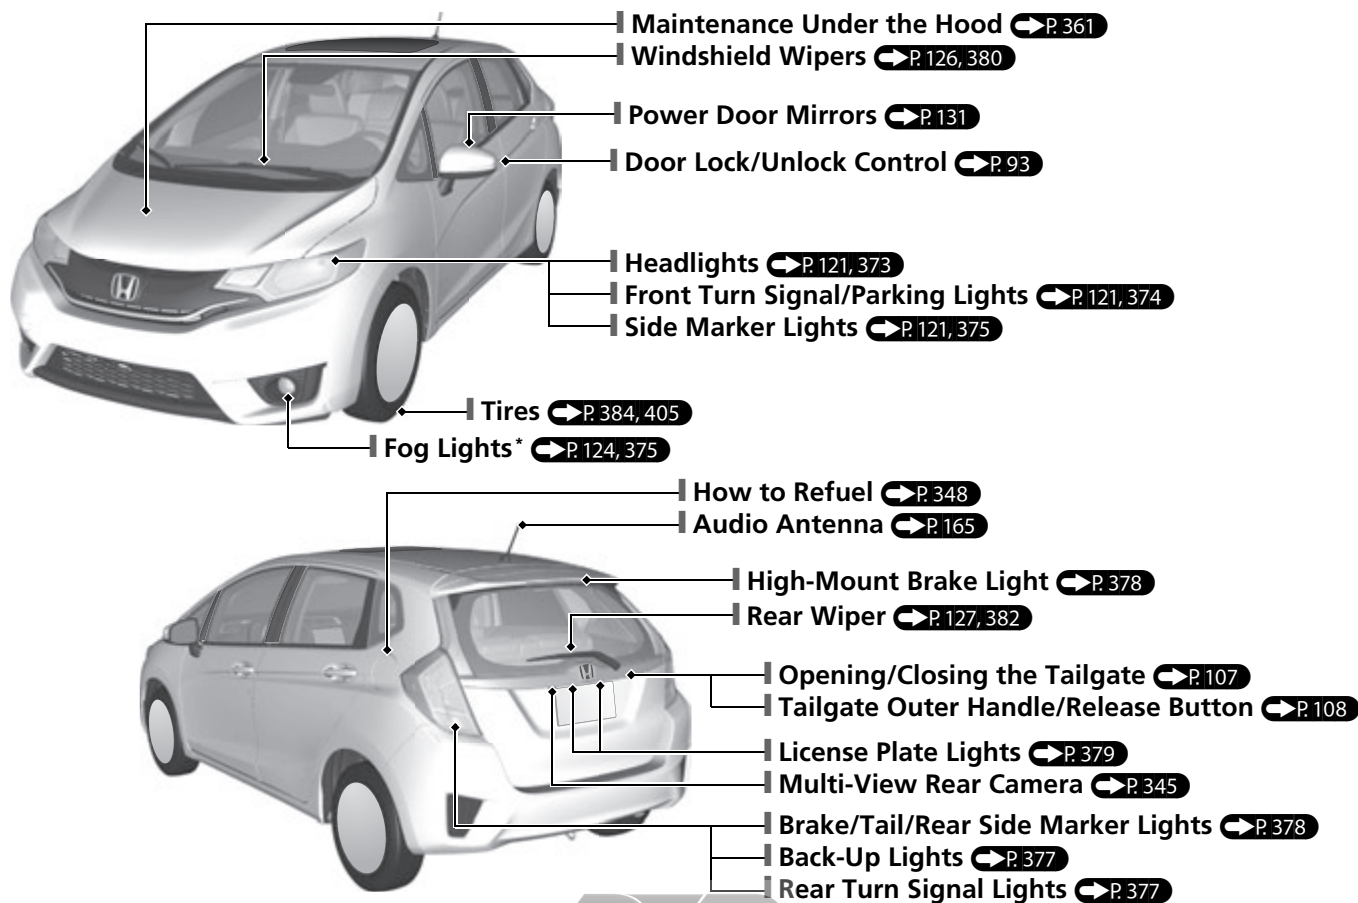 Maintenance Under the Hood P. 361
Windshield Wipers P. 126, 380
Power Door Mirrors P. 131
Door Lock/Unlock Control P. 93
Headlights P. 121, 373
Front Turn Signal/Parking Lights P. 121, 374
Side Marker Lights P. 121, 375
Tires P. 384, 405
Fog Lights* P. 124, 375
How to Refuel P. 348
Audio Antenna P. 165
High-Mount Brake Light P. 378
Rear Wiper P. 127, 382
Opening/Closing the Tailgate P. 107
Tailgate Outer Handle/Release Button P. 108
License Plate Lights P. 379
Multi-View Rear Camera P. 345
Brake/Tail/Rear Side Marker Lights P. 378
Back-Up Lights P. 377
Rear Turn Signal Lights P. 377